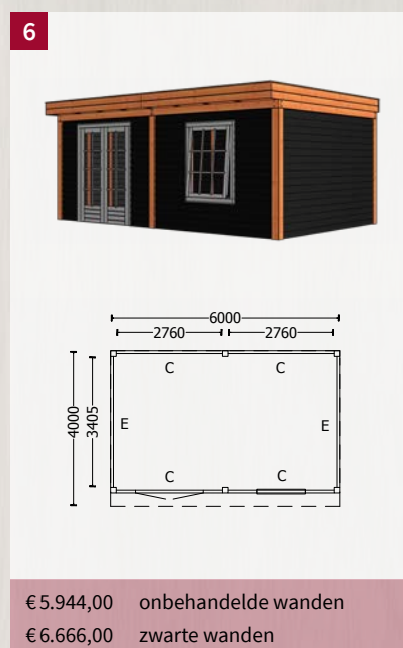 6
6000
2760 2760
C C
4000
3405
E E
C C
€ 5.944,00 onbehandelde wanden
€ 6.666,00 zwarte wanden